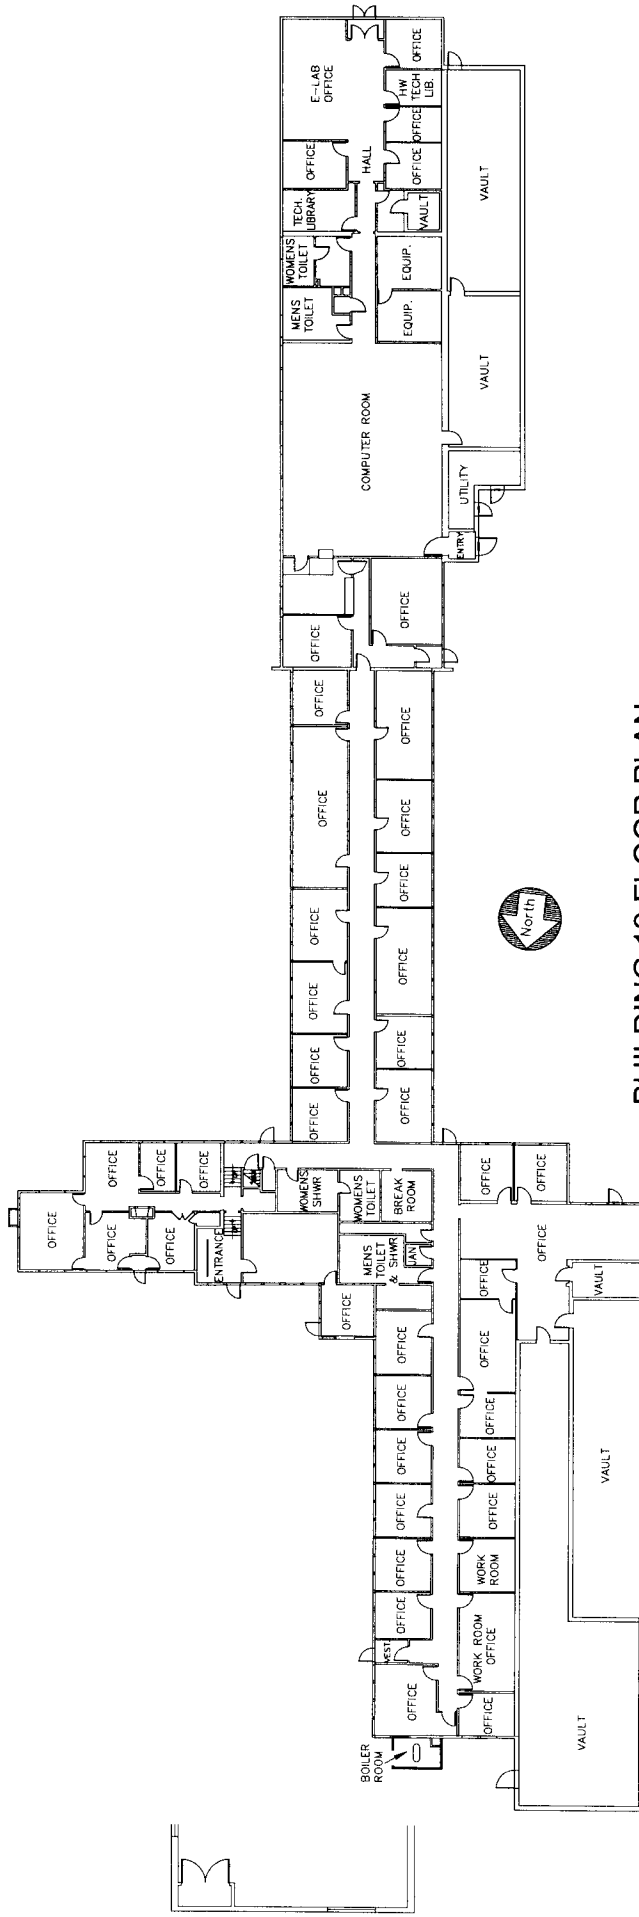 OFFICE
E-LAB
OFFICE
HW
TECH
LIB.
OFFICE
OFFICE
OFFICE
HALL
TECH.
LIBRARY
VAULT
VAULT
WOMENS
TOILET
EQUIP.
MENS
TOILET
EQUIP.
VAULT
COMPUTER ROOM
UTILITY
ENTRY
OFFICE
OFFICE
OFFICE
OFFICE
OFFICE
OFFICE
OFFICE
OFFICE
OFFICE
OFFICE
OFFICE
OFFICE
OFFICE
OFFICE
North
BUILDING FLOOR PLAN
OFFICE
OFFICE
OFFICE
OFFICE
OFFICE
OFFICE
ENTRANCE
WOMENS
SHWR
WOMENS
TOILET
BREAK
ROOM
MENS
TOILET
& SHWR
JAN
OFFICE
OFFICE
OFFICE
OFFICE
VAULT
OFFICE
OFFICE
OFFICE
OFFICE
OFFICE
OFFICE
OFFICE
OFFICE
OFFICE
OFFICE
OFFICE
VAULT
WORK
ROOM
VEST.
WORK ROOM
OFFICE
OFFICE
OFFICE
BOILER
ROOM
VAULT